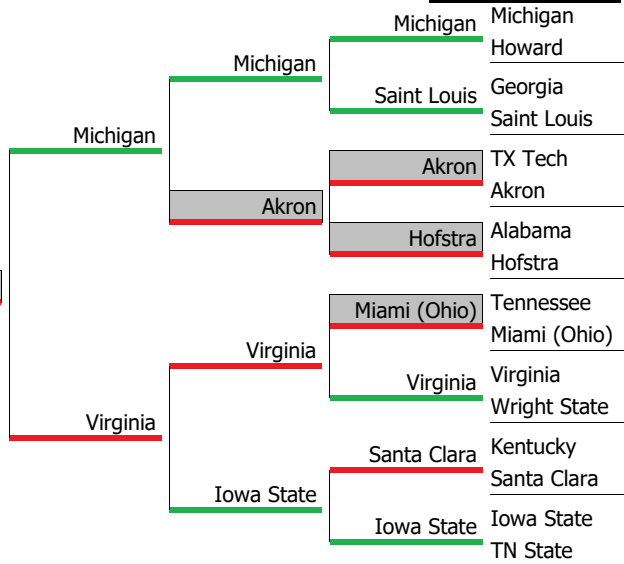 Michigan
Michigan
Howard
Michigan
Saint Louis
Georgia
Saint Louis
Michigan
Akron
TX Tech
Akron
Akron
Hofstra
Alabama
Hofstra
Miami (Ohio)
Tennessee
Miami (Ohio)
Virginia
Virginia
Virginia
Wright State
Virginia
Santa Clara
Kentucky
Santa Clara
Iowa State
Iowa State
Iowa State
TN State